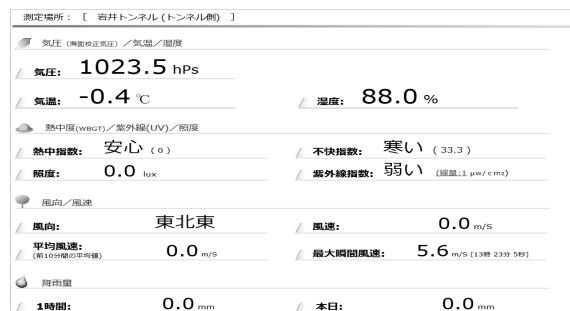 測定場所： [ 岩井トンネル (トンネル側) ]
気圧 (海面校正気圧) ／気温／湿度
気圧: 1023.5 hPs
気温: -0.4 ℃ 湿度: 88.0 %
熱中度(WBGT)／紫外線(UV)／照度
熱中指数: 安心 ( 0 ) 不快指数: 寒い ( 33.3 )
照度: 0.0 lux 紫外線指数: 弱い (線量:1 μw/cm2)
風向／風速
風向: 東北東 風速: 0.0 m/S
平均風速: 0.0 m/S 最大瞬間風速: 5.6 m/S [13時 23分 5秒]
(前10分間の平均値)
降雨量
1時間: 0.0 mm 本日: 0.0 mm